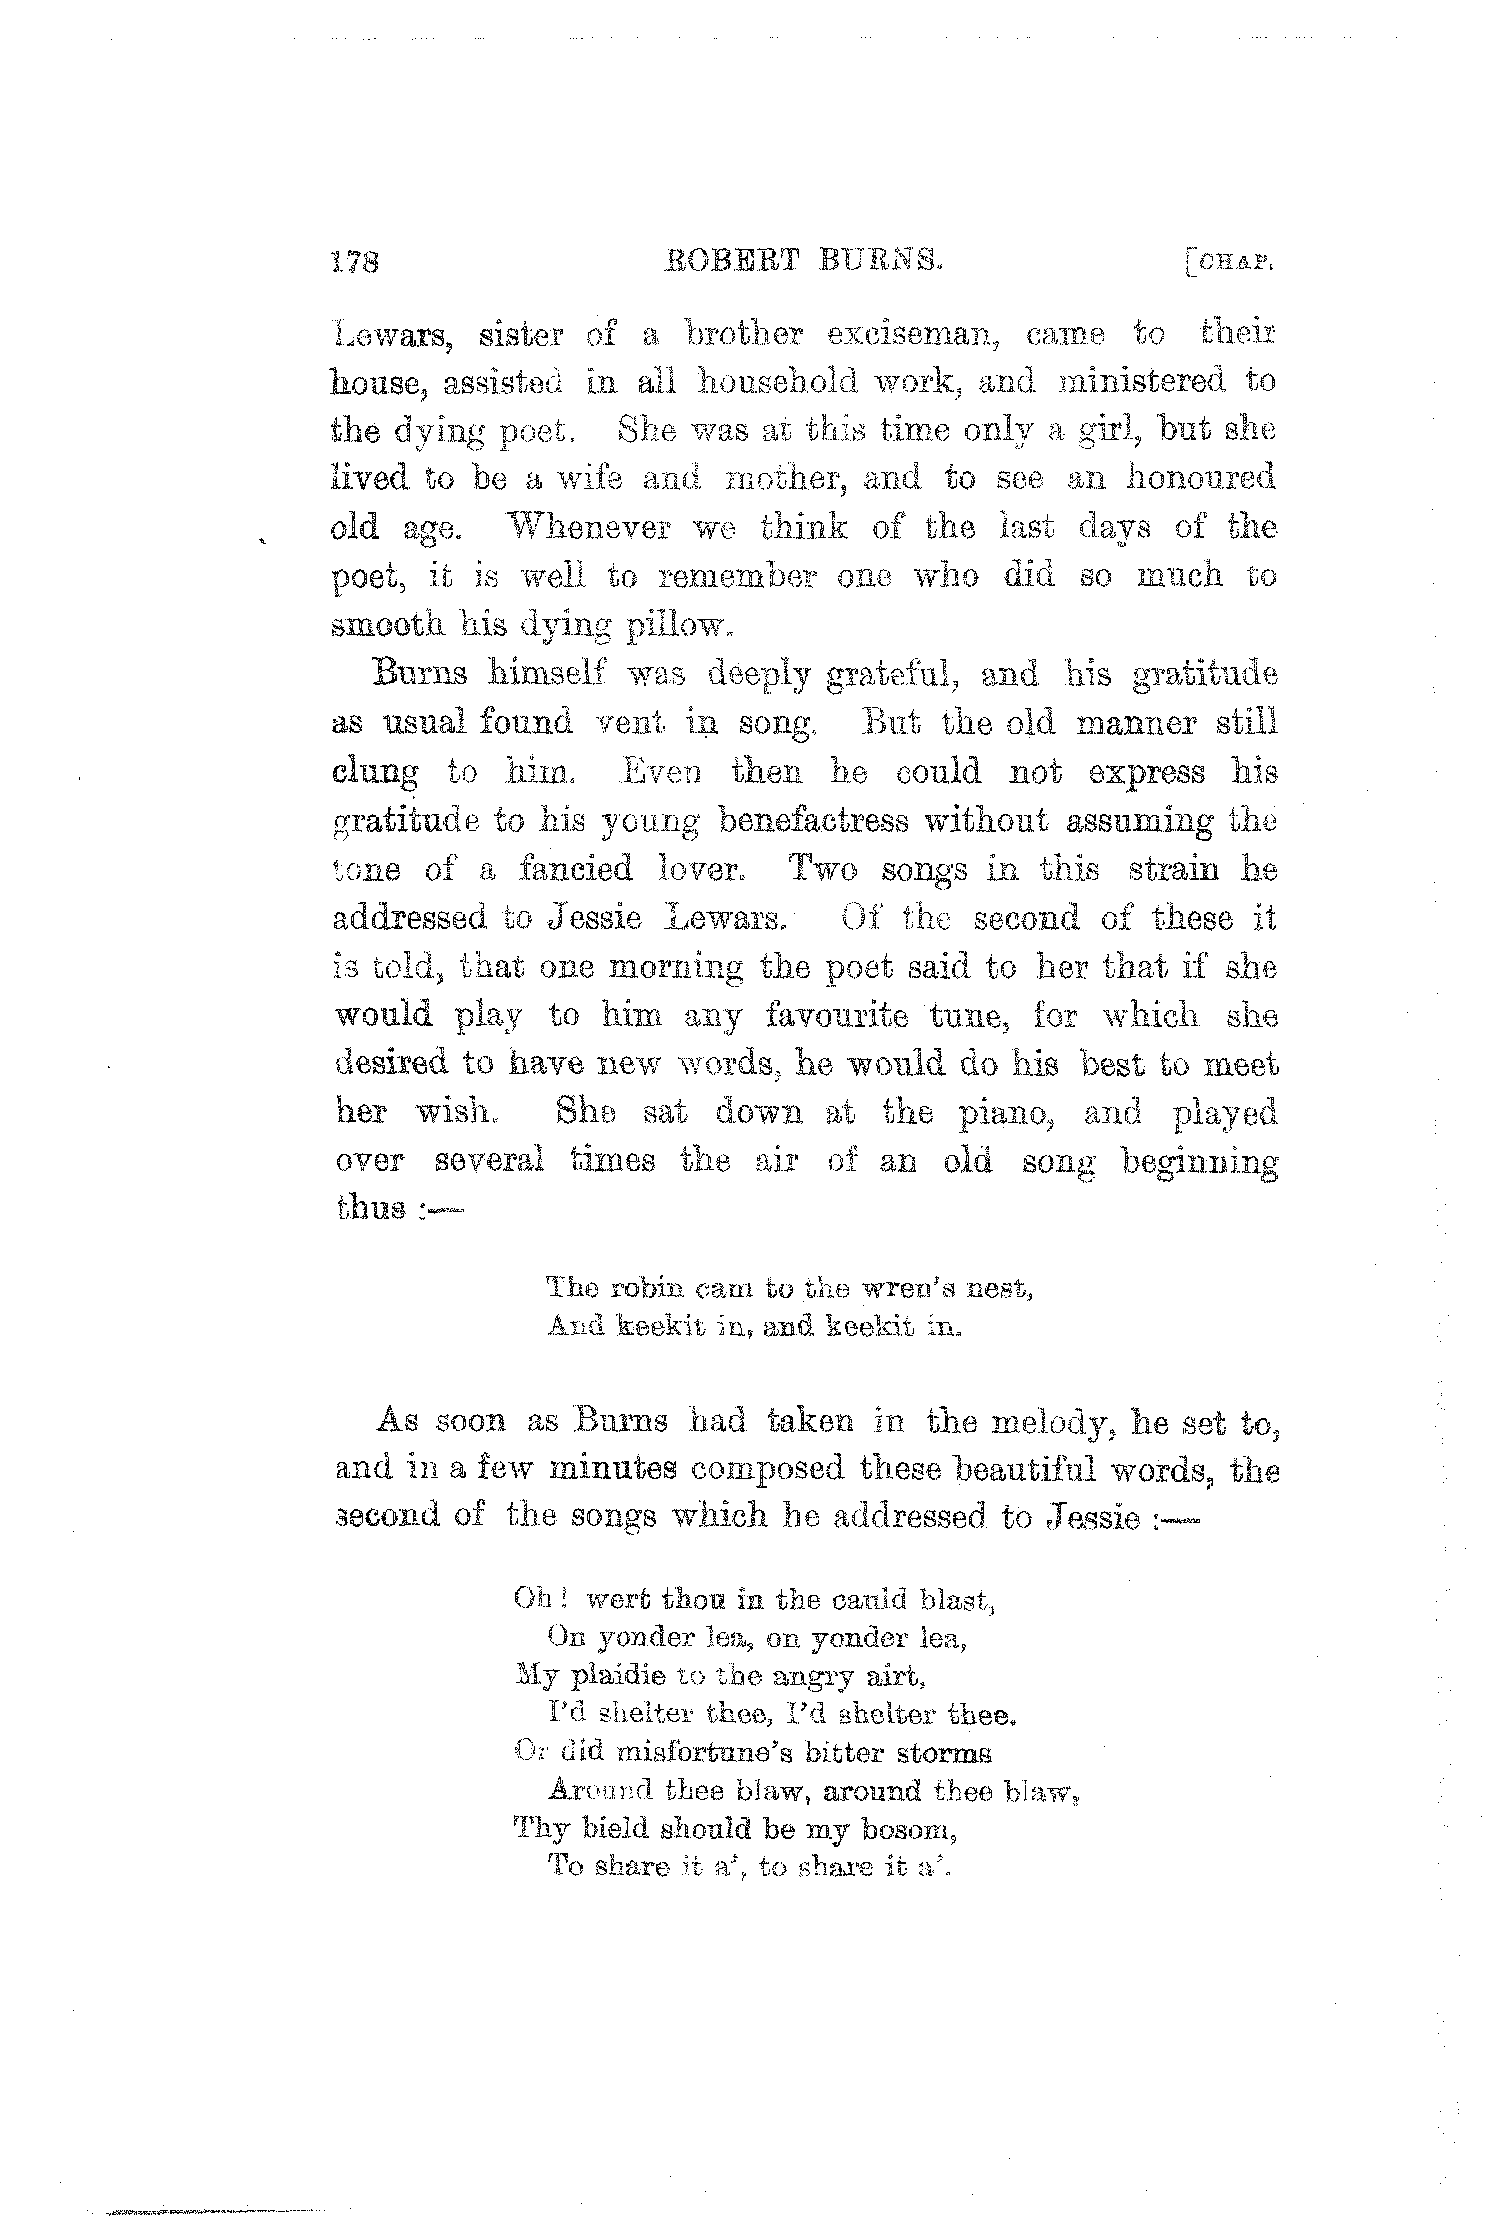 178 ROBERT BURNS. [CHAP.
Lewars, sister of a brother exciseman, came to their
house, assisted in all household work, and ministered to
the dying poet. She was at this time only a girl, but she
lived to be a wife and mother, and to see an honoured
old age. Whenever we think of the last days of the
poet, it is well to remember one who did so much to
smooth his dying pillow.
Burns himself was deeply grateful, and his gratitude
as usual found vent in song. But the old manner still
clung to him. Even then he could not express his
gratitude to his young benefactress without assuming the
tone of a fancied lover. Two songs in this strain he
addressed to Jessie Lewars. Of the second of these it
is told, that one morning the poet said to her that if she
would play to him any favourite tune, for which she
desired to have new words, he would do his best to meet
her wish. She sat down at the piano, and played
over several times the air of an old song beginning
thus :—
The robin cam to the wren's nest,
And keekit in, and keekit in.
As soon as Burns had taken in the melody, he set to,
and in a few minutes composed these beautiful words, the
second of the songs which he addressed to Jessie :—
Oh! wert thou in the cauld blast,
On yonder lea, on yonder lea,
My plaidie to the angry airt,
I'd shelter thee, I'd shelter thee.
Or did misfortune's bitter storms
Around thee blaw, around thee blaw,
Thy bield should be my bosom,
To share it a', to share it a'.